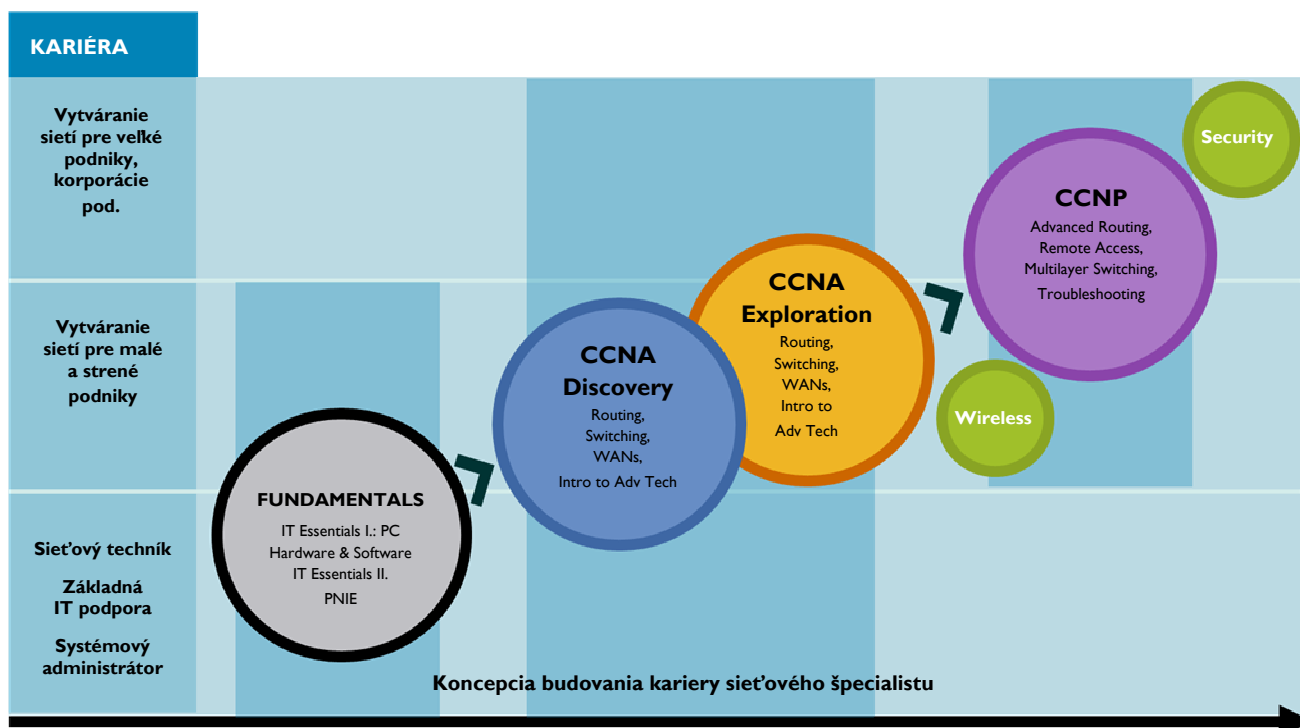 KARIÉRA
Vytváranie
sietí pre veľké
podniky,
korporácie
pod.
Vytváranie
sietí pre malé
a strené
podniky
Sieťový techník
Základná
IT podpora
Systémový
administrátor
FUNDAMENTALS
IT Essentials I.: PC
Hardware & Software
IT Essentials II.
PNIE
CCNA
Discovery
Routing,
Switching,
WANs,
Intro to Adv Tech
CCNA
Exploration
Routing,
Switching,
WANs,
Intro to
Adv Tech
CCNP
Advanced Routing,
Remote Access,
Multilayer Switching,
Troubleshooting
Security
Wireless
Koncepcia budovania kariery sieťového špecialistu